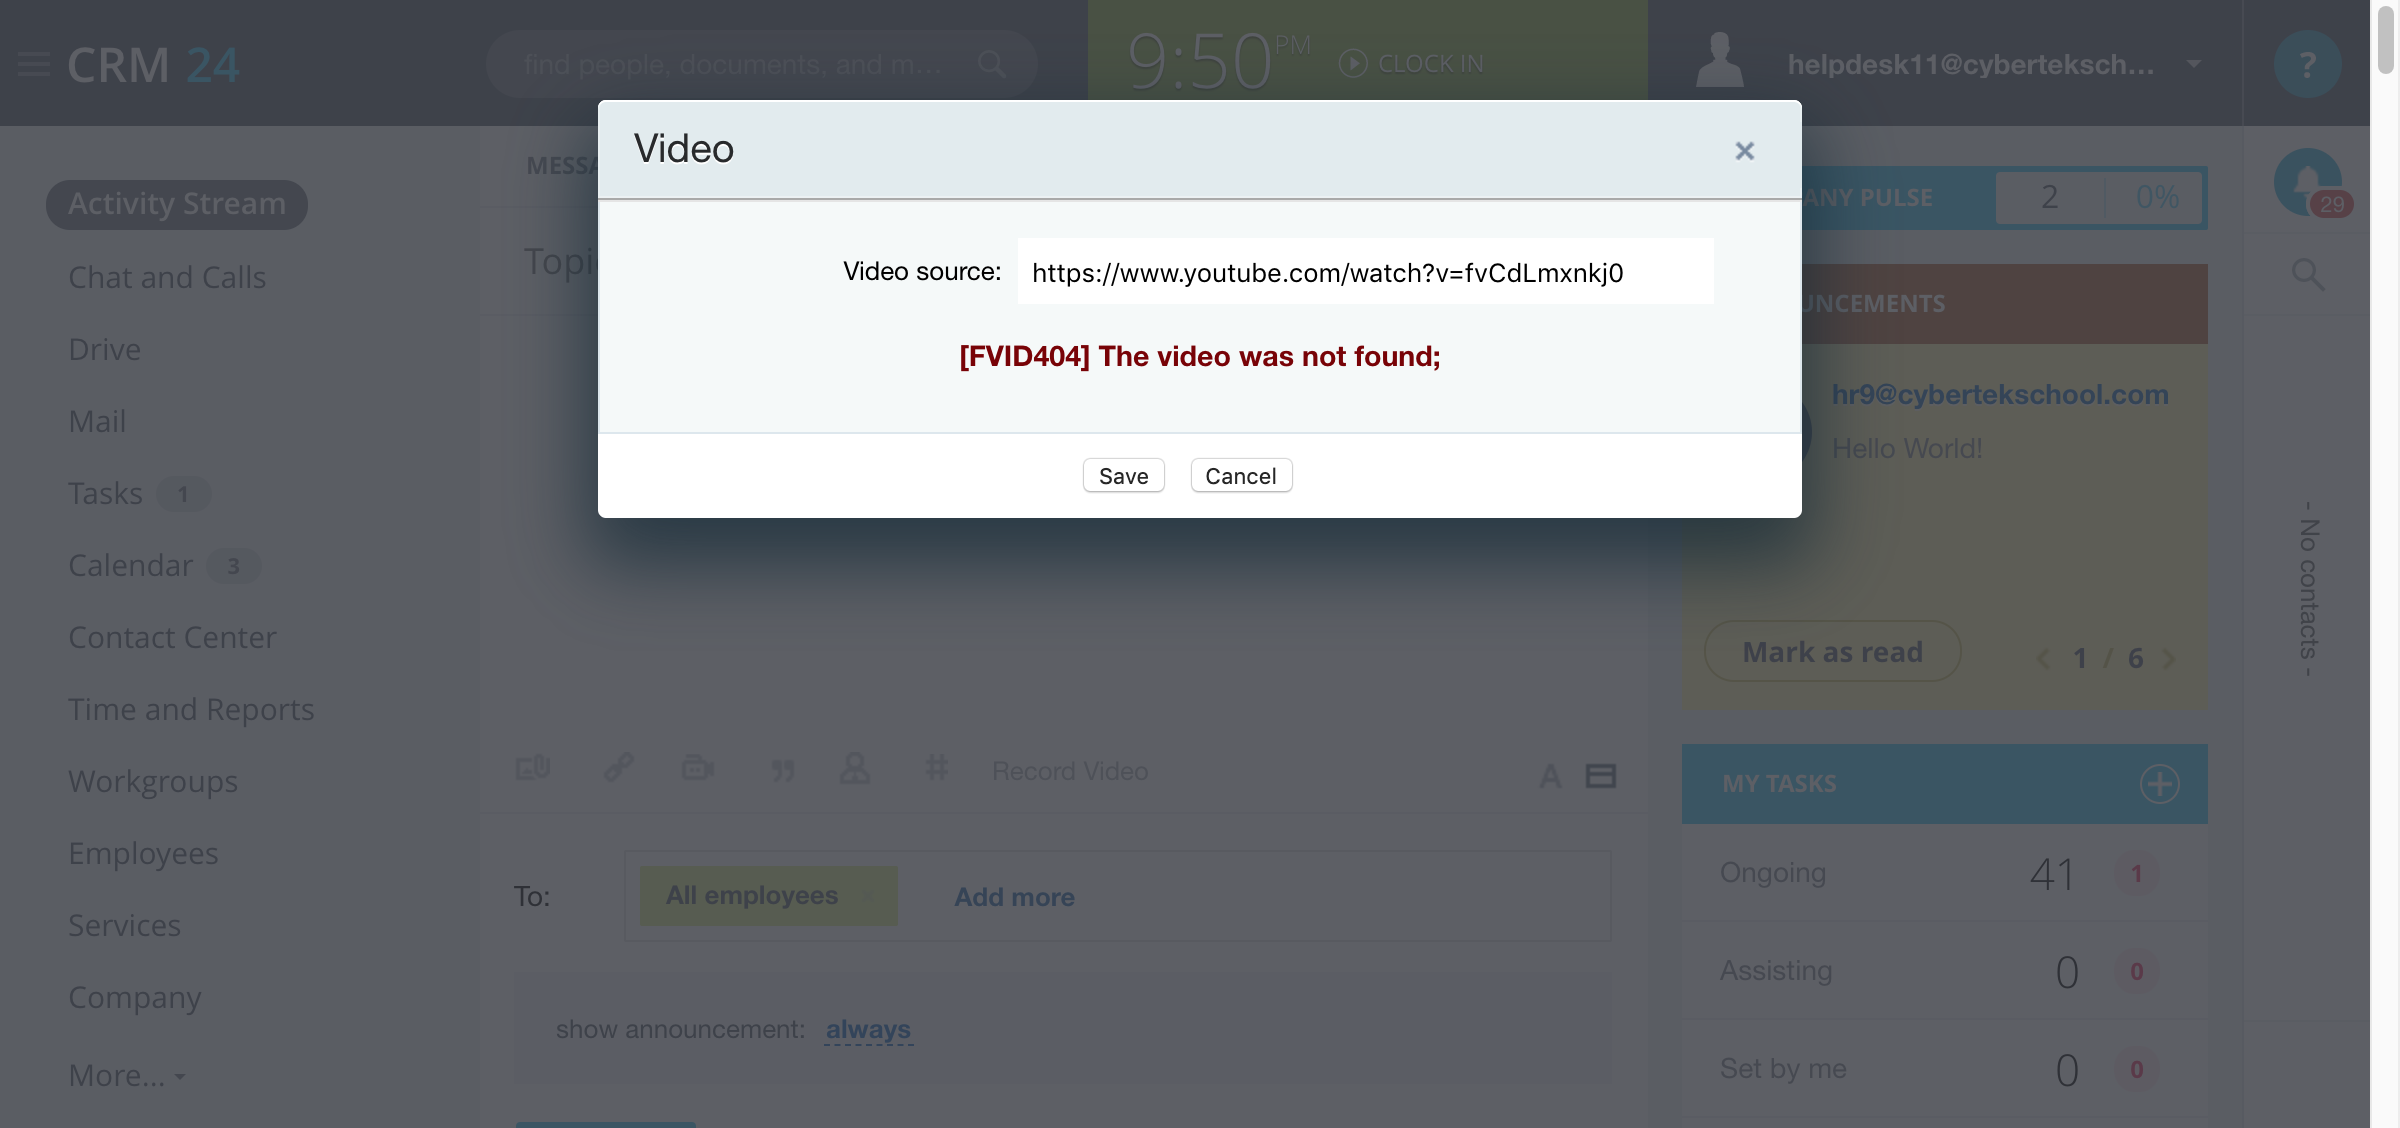 CRM 24
find people, documents, and m...
9:50 PM
CLOCK IN
helpdesk11@cyberteksch...
?
Video
×
Video source: https://www.youtube.com/watch?v=fvCdLmxnkj0
[FVID404] The video was not found;
Save Cancel
Activity Stream
Chat and Calls
Drive
Mail
Tasks 1
Calendar 3
Contact Center
Time and Reports
Workgroups
Employees
Services
Company
More...
MESSA
Topi
Record Video
A
To: All employees Add more
show announcement: always
ANY PULSE 2 0%
UNCEMENTS
hr9@cybertekschool.com
Hello World!
Mark as read 1 / 6
MY TASKS
Ongoing 41 1
Assisting 0 0
Set by me 0 0
29
- No contacts -